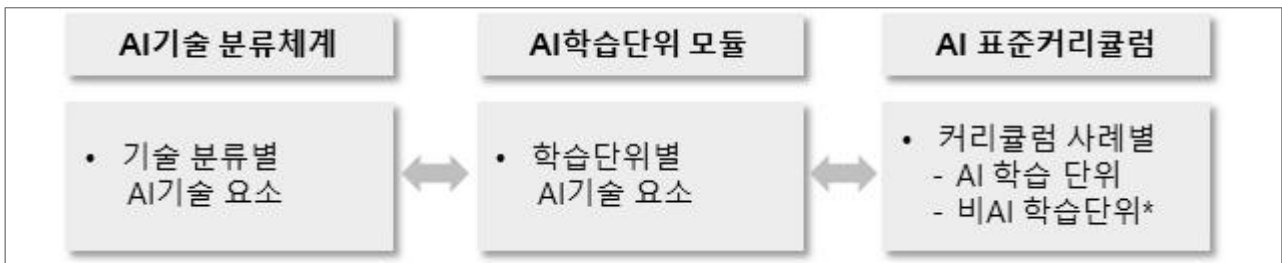 AI기술 분류체계
AI학습단위 모듈
AI 표준커리큘럼
• 기술 분류별
AI기술 요소
• 학습단위별
AI기술 요소
• 커리큘럼 사례별
- AI 학습 단위
- 비AI 학습단위*